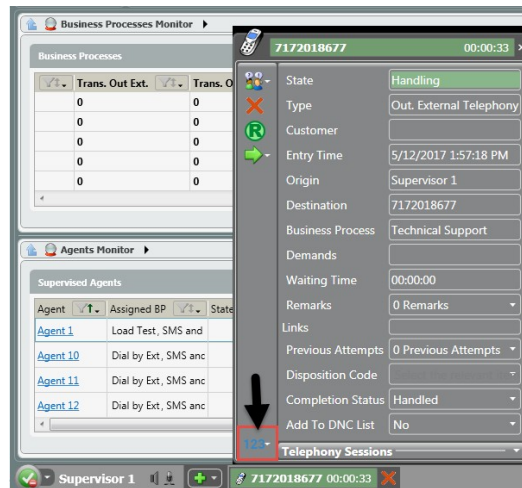 Business Processes Monitor
Business Processes
Trans. Out Ext. Trans. O
0 0
0 0
0 0
0 0
0 0
Agents Monitor
Supervised Agents
Agent Assigned BP State
Agent 1 Load Test, SMS and
Agent 10 Dial by Ext, SMS and
Agent 11 Dial by Ext, SMS and
Agent 12 Dial by Ext, SMS and
7172018677 00:00:33
State Handling
Type Out. External Telephony
R
Customer
Entry Time 5/12/2017 1:57:18 PM
Origin Supervisor 1
Destination 7172018677
Business Process Technical Support
Demands
Waiting Time 00:00:00
Remarks 0 Remarks
Links
Previous Attempts 0 Previous Attempts
Disposition Code
Completion Status Handled
Add To DNC List No
123
Telephony Sessions
Supervisor 1 7172018677 00:00:33